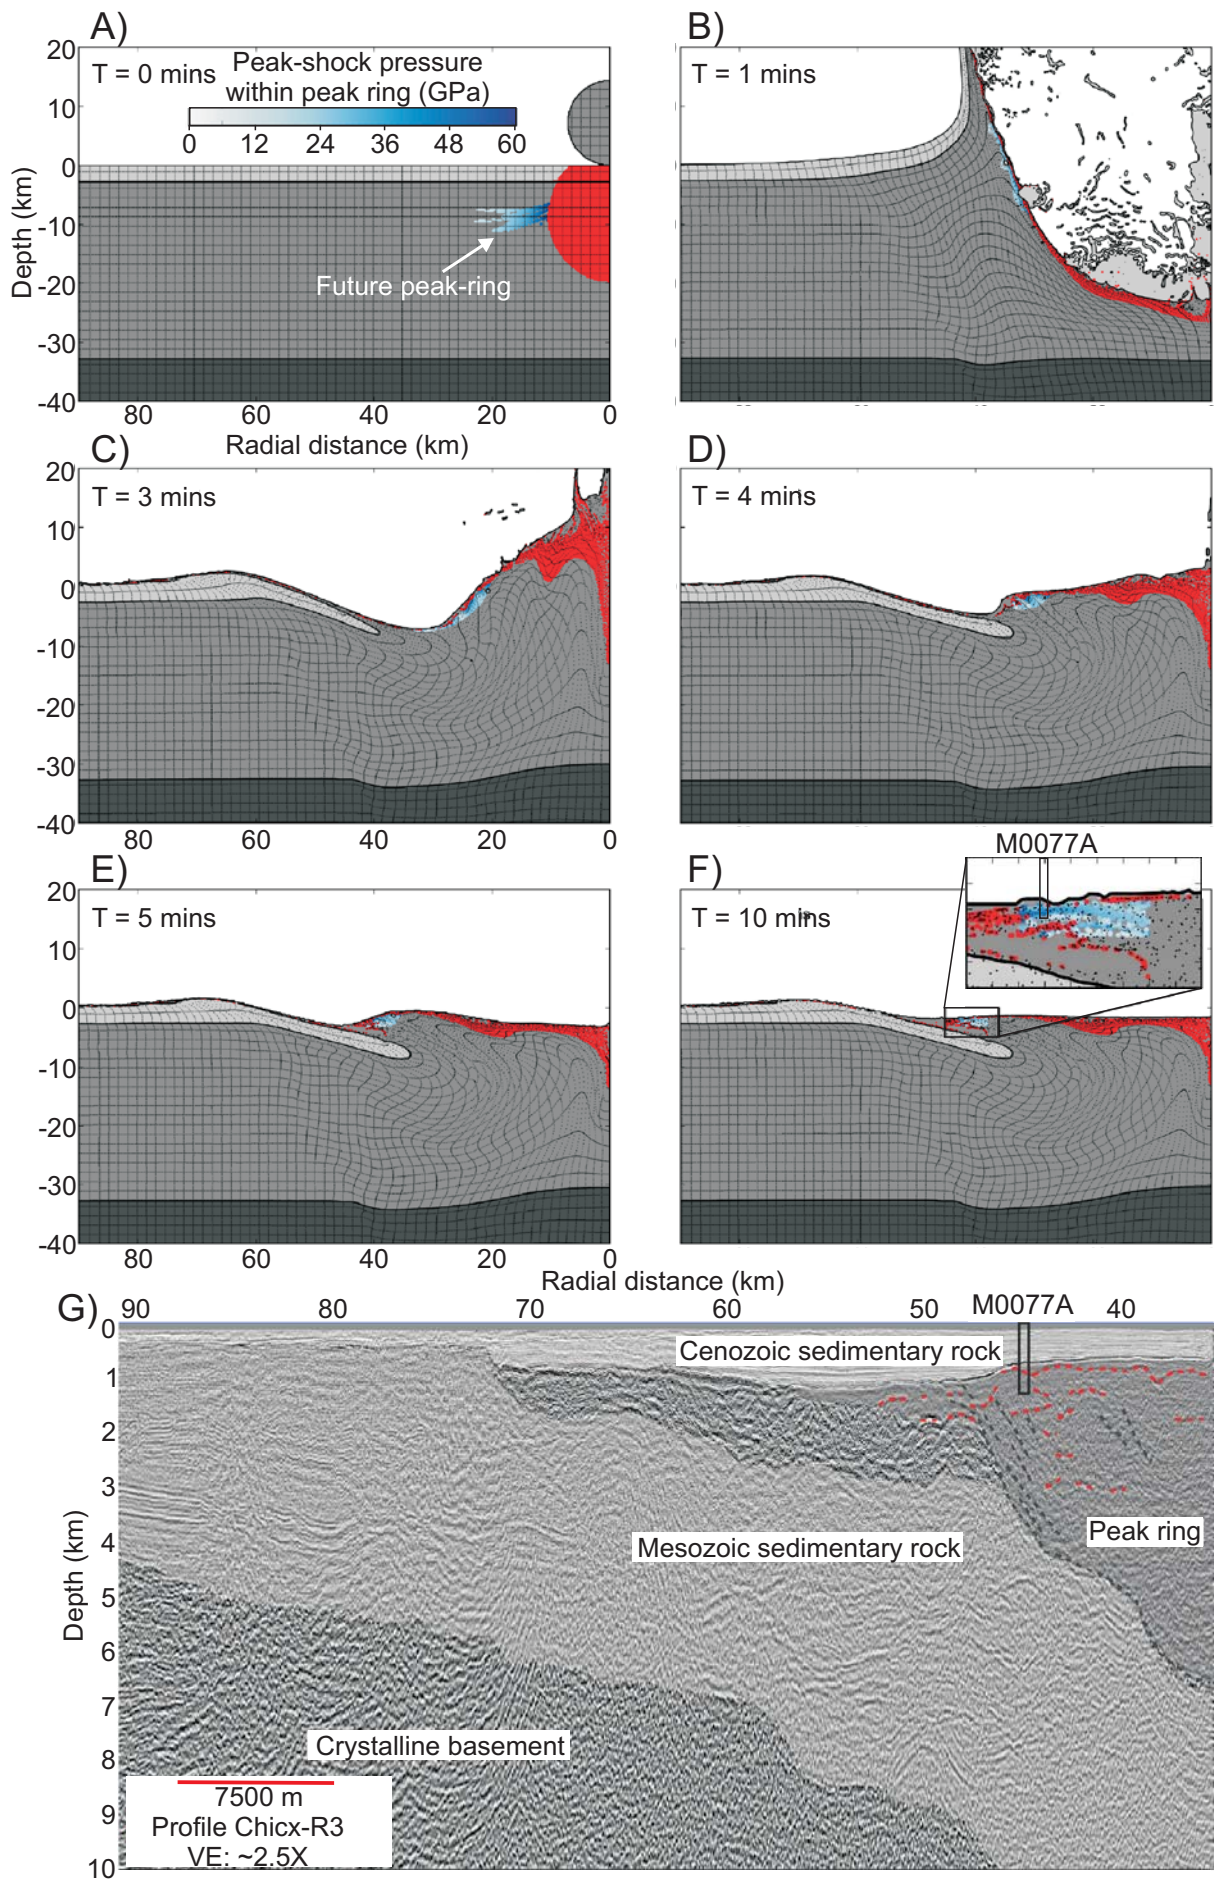 A)
20
10
0
-10
-20
-30
-40
Depth (km)
T = 0 mins
Peak-shock pressure
within peak ring (GPa)
0 12 24 36 48 60
Future peak-ring
80 60 40 20 0
Radial distance (km)
B)
T = 1 mins
C)
20
10
0
-10
-20
-30
-40
T = 3 mins
80 60 40 20 0
D)
T = 4 mins
E)
20
10
0
-10
-20
-30
-40
T = 5 mins
80 60 40 20 0
F)
T = 10 mins
M0077A
Radial distance (km)
G)
90 80 70 60 50 M0077A 40
0
1
2
3
4
5
6
7
8
9
10
Depth (km)
Cenozoic sedimentary rock
Mesozoic sedimentary rock
Peak ring
Crystalline basement
7500 m
Profile Chicx-R3
VE: ~2.5X